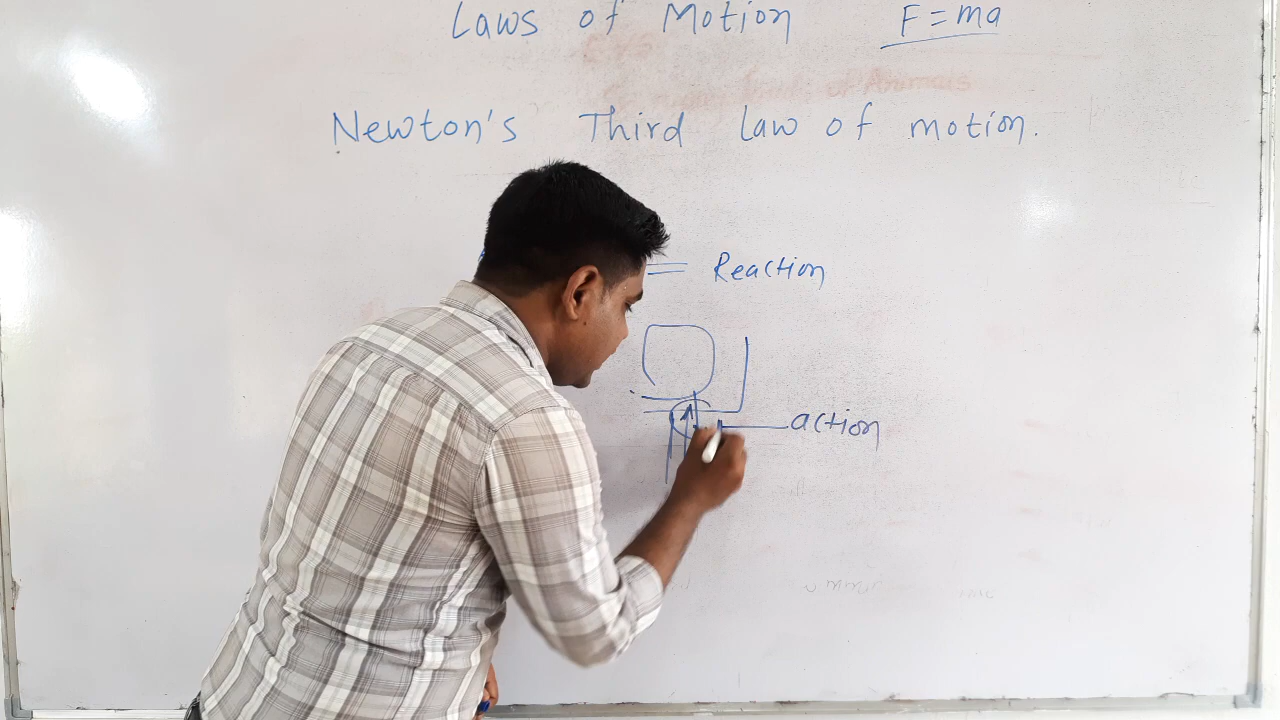 Laws of Motion F = ma
Newton's Third law of motion.
= Reaction
action